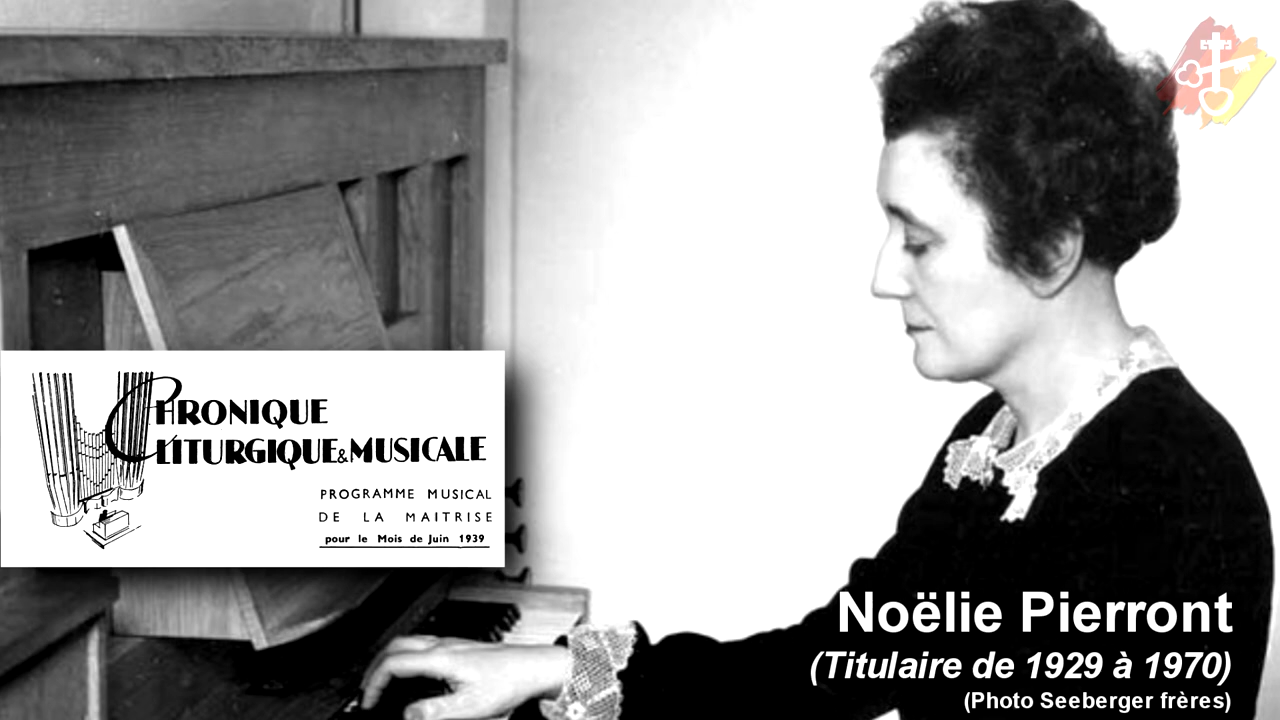 CHRONIQUE
LITURGIQUE & MUSICALE
PROGRAMME MUSICAL
DE LA MAITRISE
pour le Mois de Juin 1939
Noëlie Pierront
(Titulaire de 1929 à 1970)
(Photo Seeberger frères)